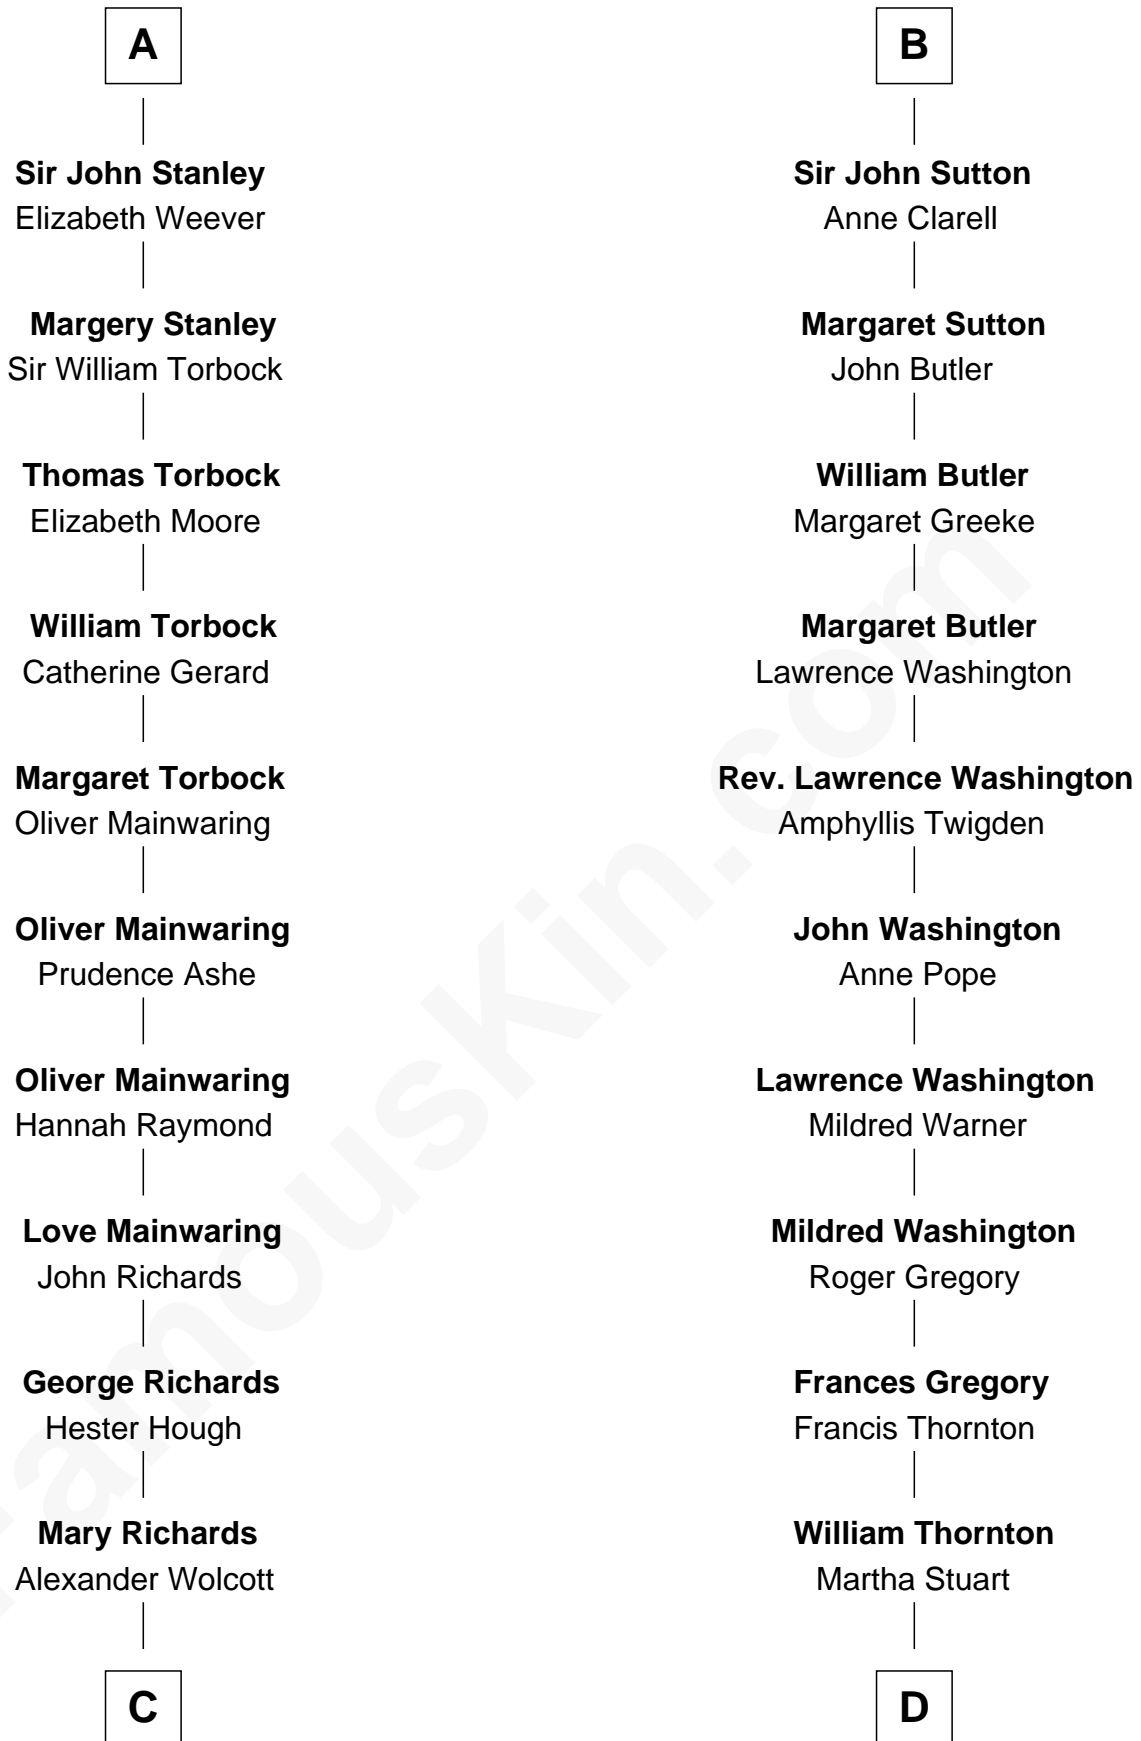 A
Sir John Stanley
Elizabeth Weever
Margery Stanley
Sir William Torbock
Thomas Torbock
Elizabeth Moore
William Torbock
Catherine Gerard
Margaret Torbock
Oliver Mainwaring
Oliver Mainwaring
Prudence Ashe
Oliver Mainwaring
Hannah Raymond
Love Mainwaring
John Richards
George Richards
Hester Hough
Mary Richards
Alexander Wolcott
C
B
Sir John Sutton
Anne Clarell
Margaret Sutton
John Butler
William Butler
Margaret Greeke
Margaret Butler
Lawrence Washington
Rev. Lawrence Washington
Amphyllis Twigden
John Washington
Anne Pope
Lawrence Washington
Mildred Warner
Mildred Washington
Roger Gregory
Frances Gregory
Francis Thornton
William Thornton
Martha Stuart
D
FamousKin.com